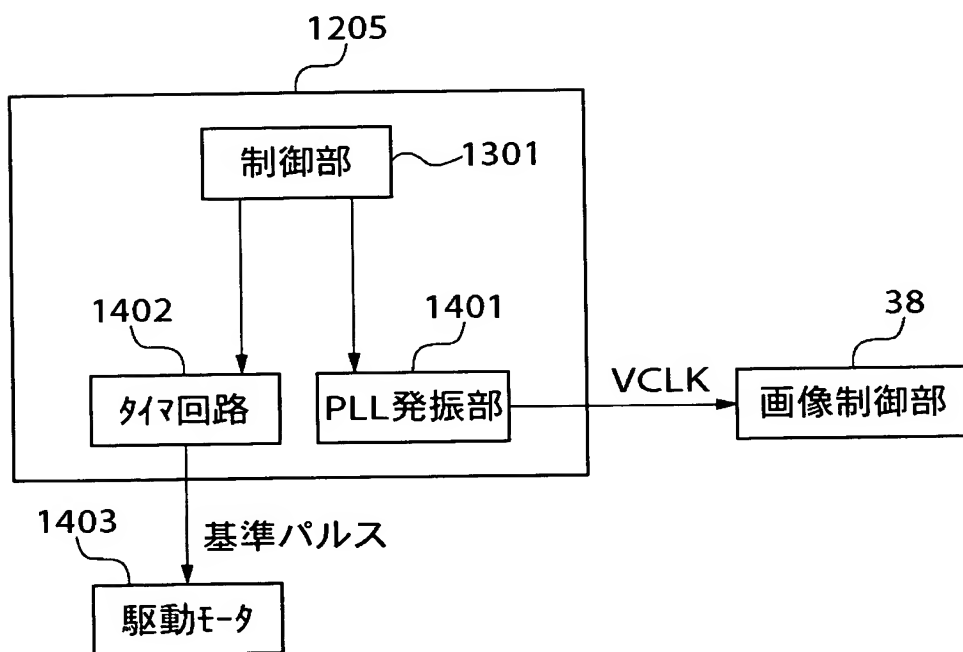 1205
制御部
1301
1402
1401
38
ﾀｲﾏ回路
PLL発振部
VCLK
画像制御部
1403
基準パルス
駆動ﾓｰﾀ